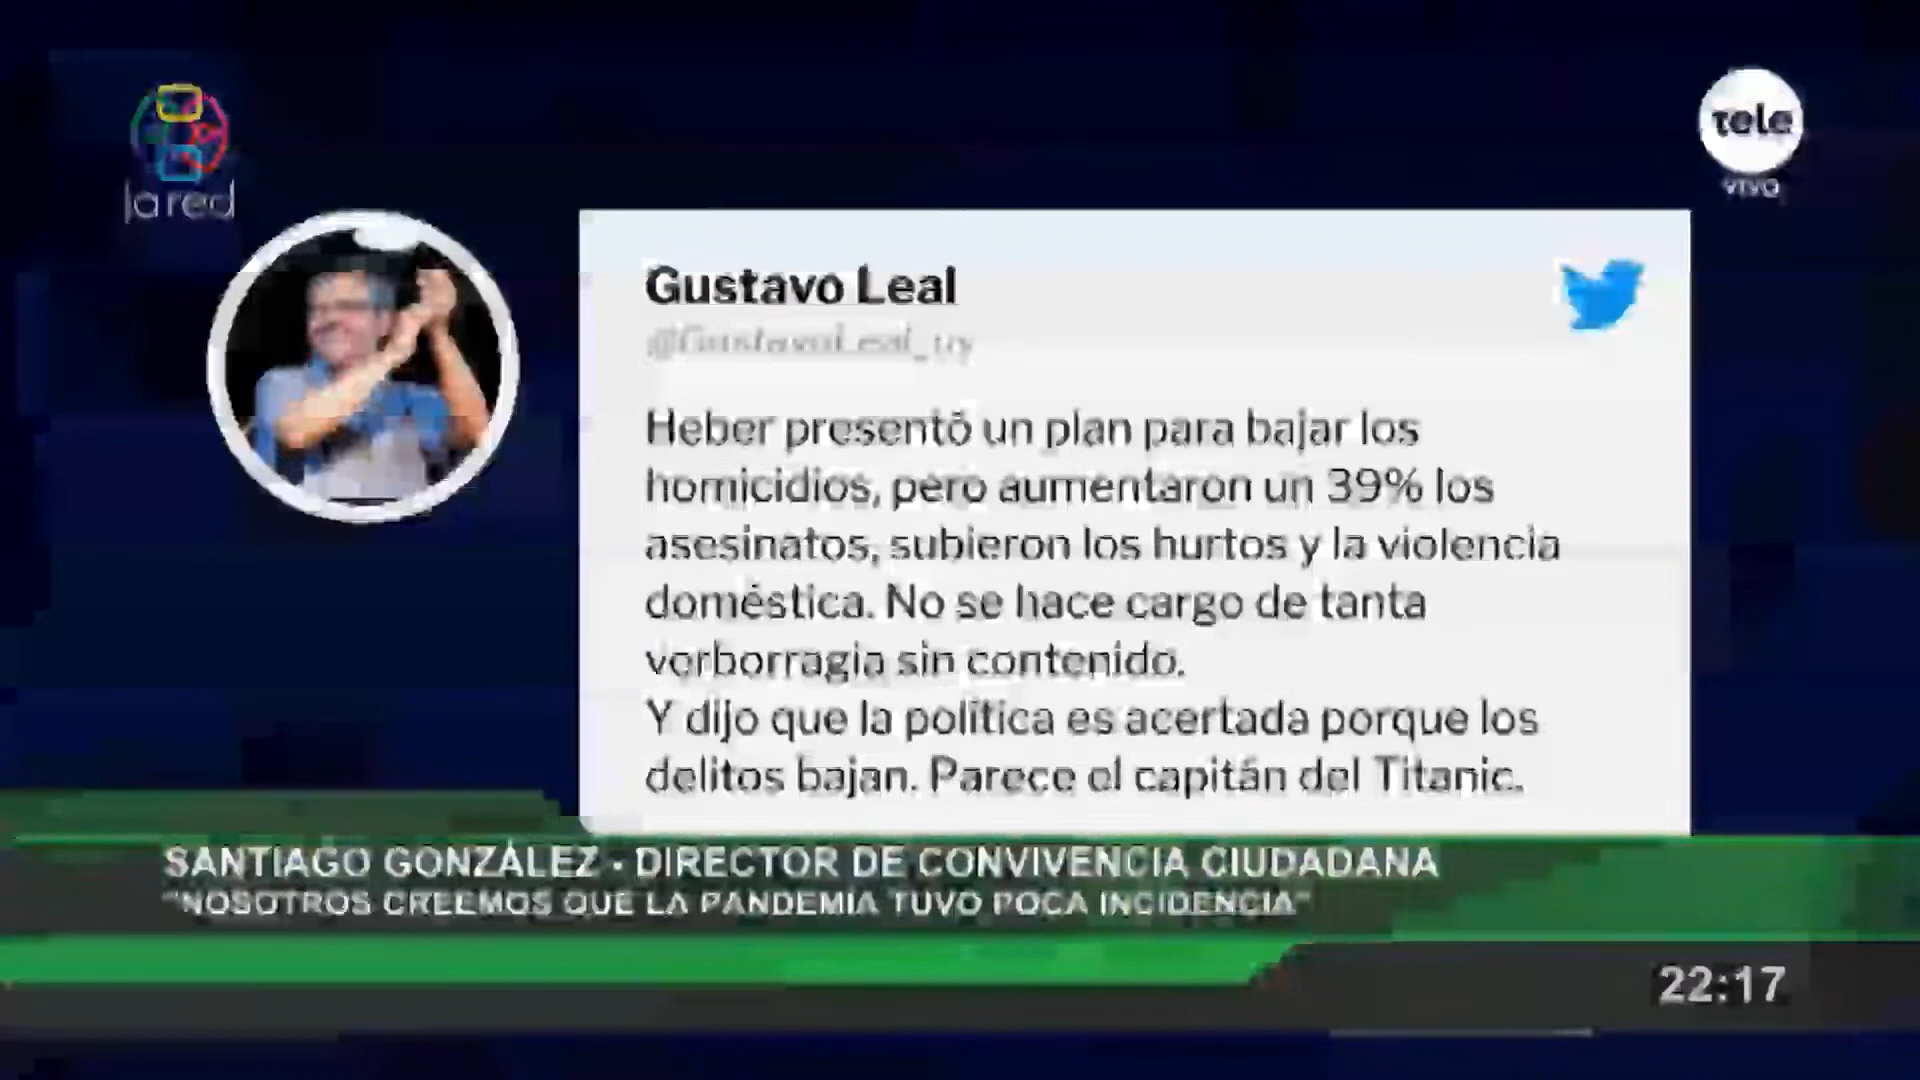 la red
tele
vivo
Gustavo Leal
@GustavoLeal_uy
Heber presentó un plan para bajar los
homicidios, pero aumentaron un 39% los
asesinatos, subieron los hurtos y la violencia
doméstica. No se hace cargo de tanta
verborragia sin contenido.
Y dijo que la política es acertada porque los
delitos bajan. Parece el capitán del Titanic.
SANTIAGO GONZÁLEZ - DIRECTOR DE CONVIVENCIA CIUDADANA
"NOSOTROS CREEMOS QUE LA PANDEMIA TUVO POCA INCIDENCIA"
22:17